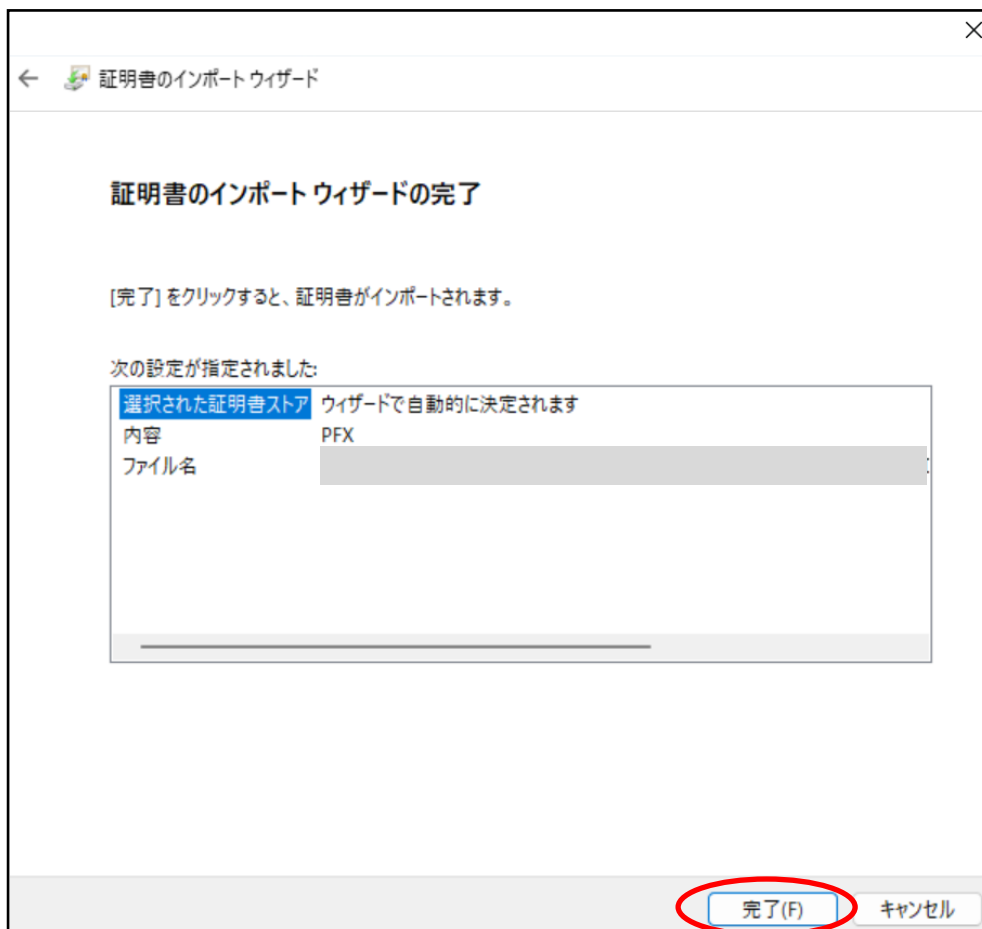 証明書のインポート ウィザード
証明書のインポート ウィザードの完了
[完了] をクリックすると、証明書がインポートされます。
次の設定が指定されました:
選択された証明書ストア ウィザードで自動的に決定されます
内容 PFX
ファイル名
完了(F) キャンセル